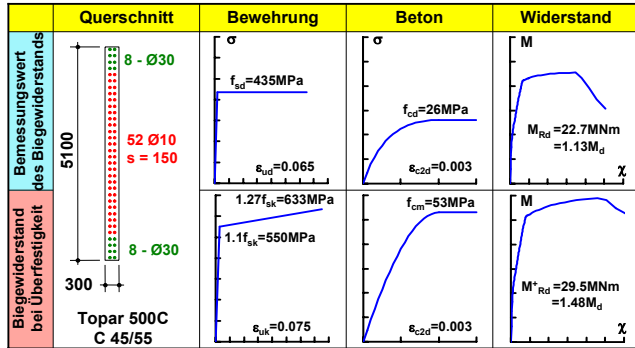 Querschnitt
Bewehrung
Beton
Widerstand
Bemessungswert
des Biegewiderstands
5100
8 - Ø30
52 Ø10
s = 150
8 - Ø30
300
Topar 500C
C 45/55
σ
f_sd=435MPa
ε_ud=0.065
σ
f_cd=26MPa
ε_c2d=0.003
M
M_Rd=22.7MNm
=1.13M_d
χ
Biegewiderstand
bei Überfestigkeit
1.27f_sk=633MPa
1.1f_sk=550MPa
ε_uk=0.075
f_cm=53MPa
ε_c2d=0.003
M
M⁺_Rd=29.5MNm
=1.48M_d
χ